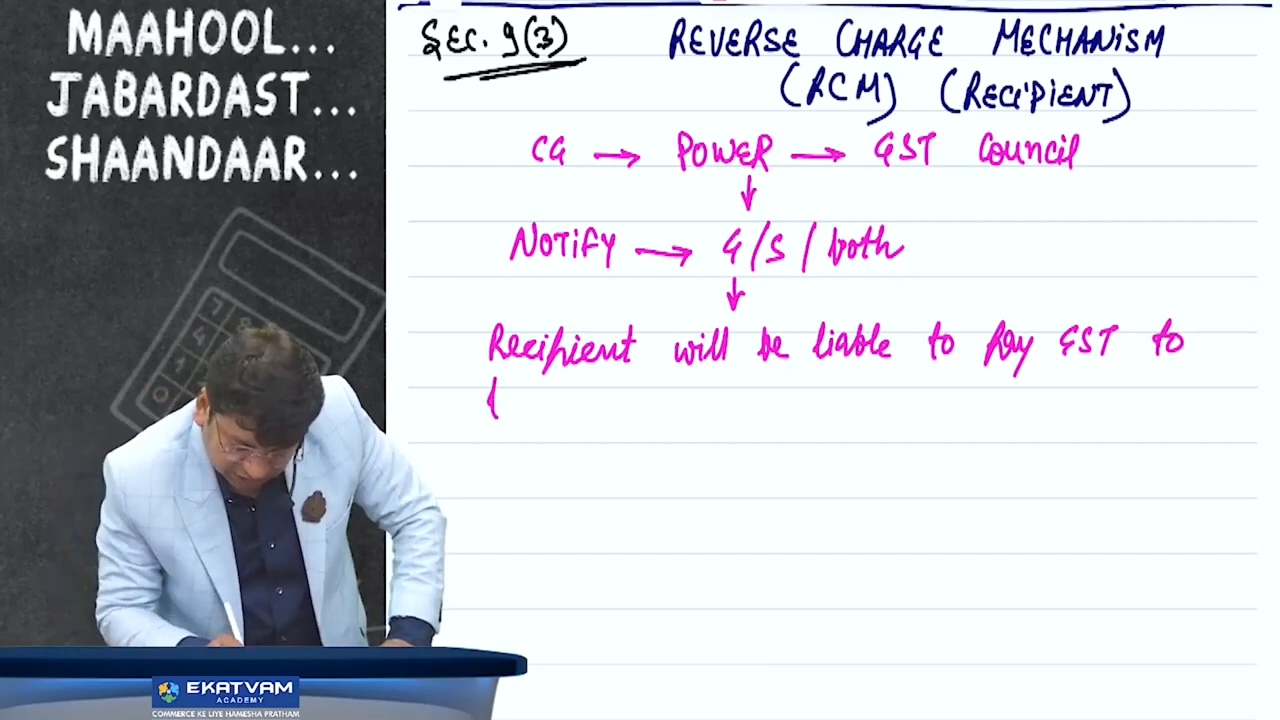 MAAHOOL...
JABARDAST...
SHAANDAAR...
SEC. 9(3)
REVERSE CHARGE MECHANISM
(RCM) (RECIPIENT)
CG → POWER → GST Council
↓
NOTIFY → G/S/both
↓
Recipient will be liable to pay GST to
EKATVAM
ACADEMY
COMMERCE KE LIYE HAMESHA PRATHAM